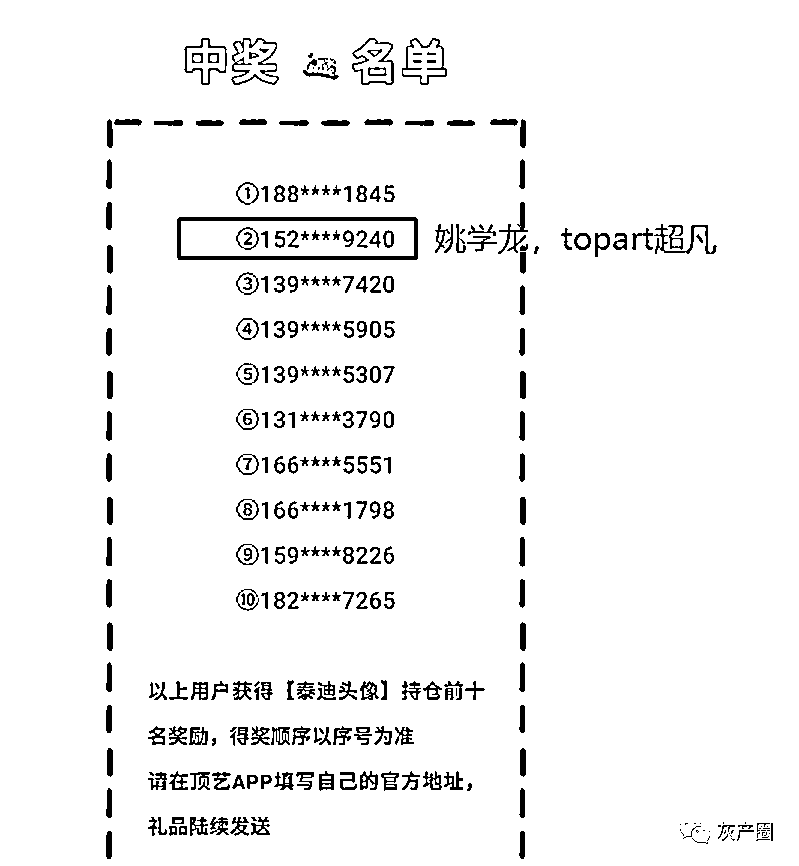 中奖 名单
①188****1845
②152****9240 姚学龙，topart超凡
③139****7420
④139****5905
⑤139****5307
⑥131****3790
⑦166****5551
⑧166****1798
⑨159****8226
⑩182****7265
以上用户获得【泰迪头像】持仓前十
名奖励，得奖顺序以序号为准
请在顶艺APP填写自己的官方地址，
礼品陆续发送
灰产圈